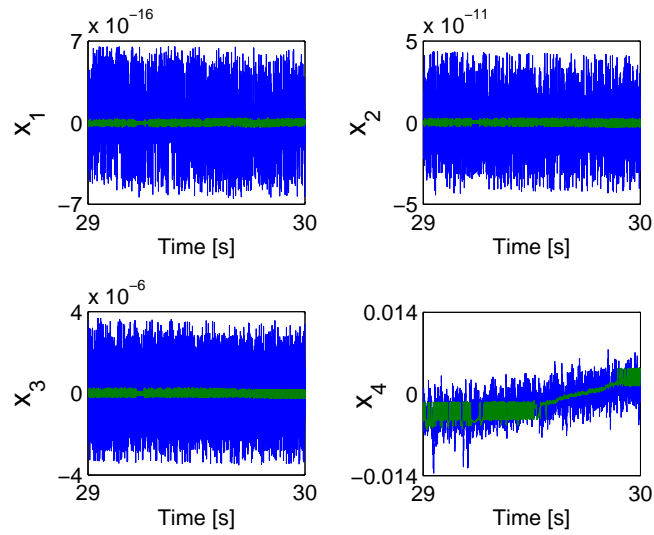 x 10^-16
7
0
−7
x_1
29
30
Time [s]
x 10^-11
5
0
−5
x_2
29
30
Time [s]
x 10^-6
4
0
−4
x_3
29
30
Time [s]
0.014
0
−0.014
x_4
29
30
Time [s]